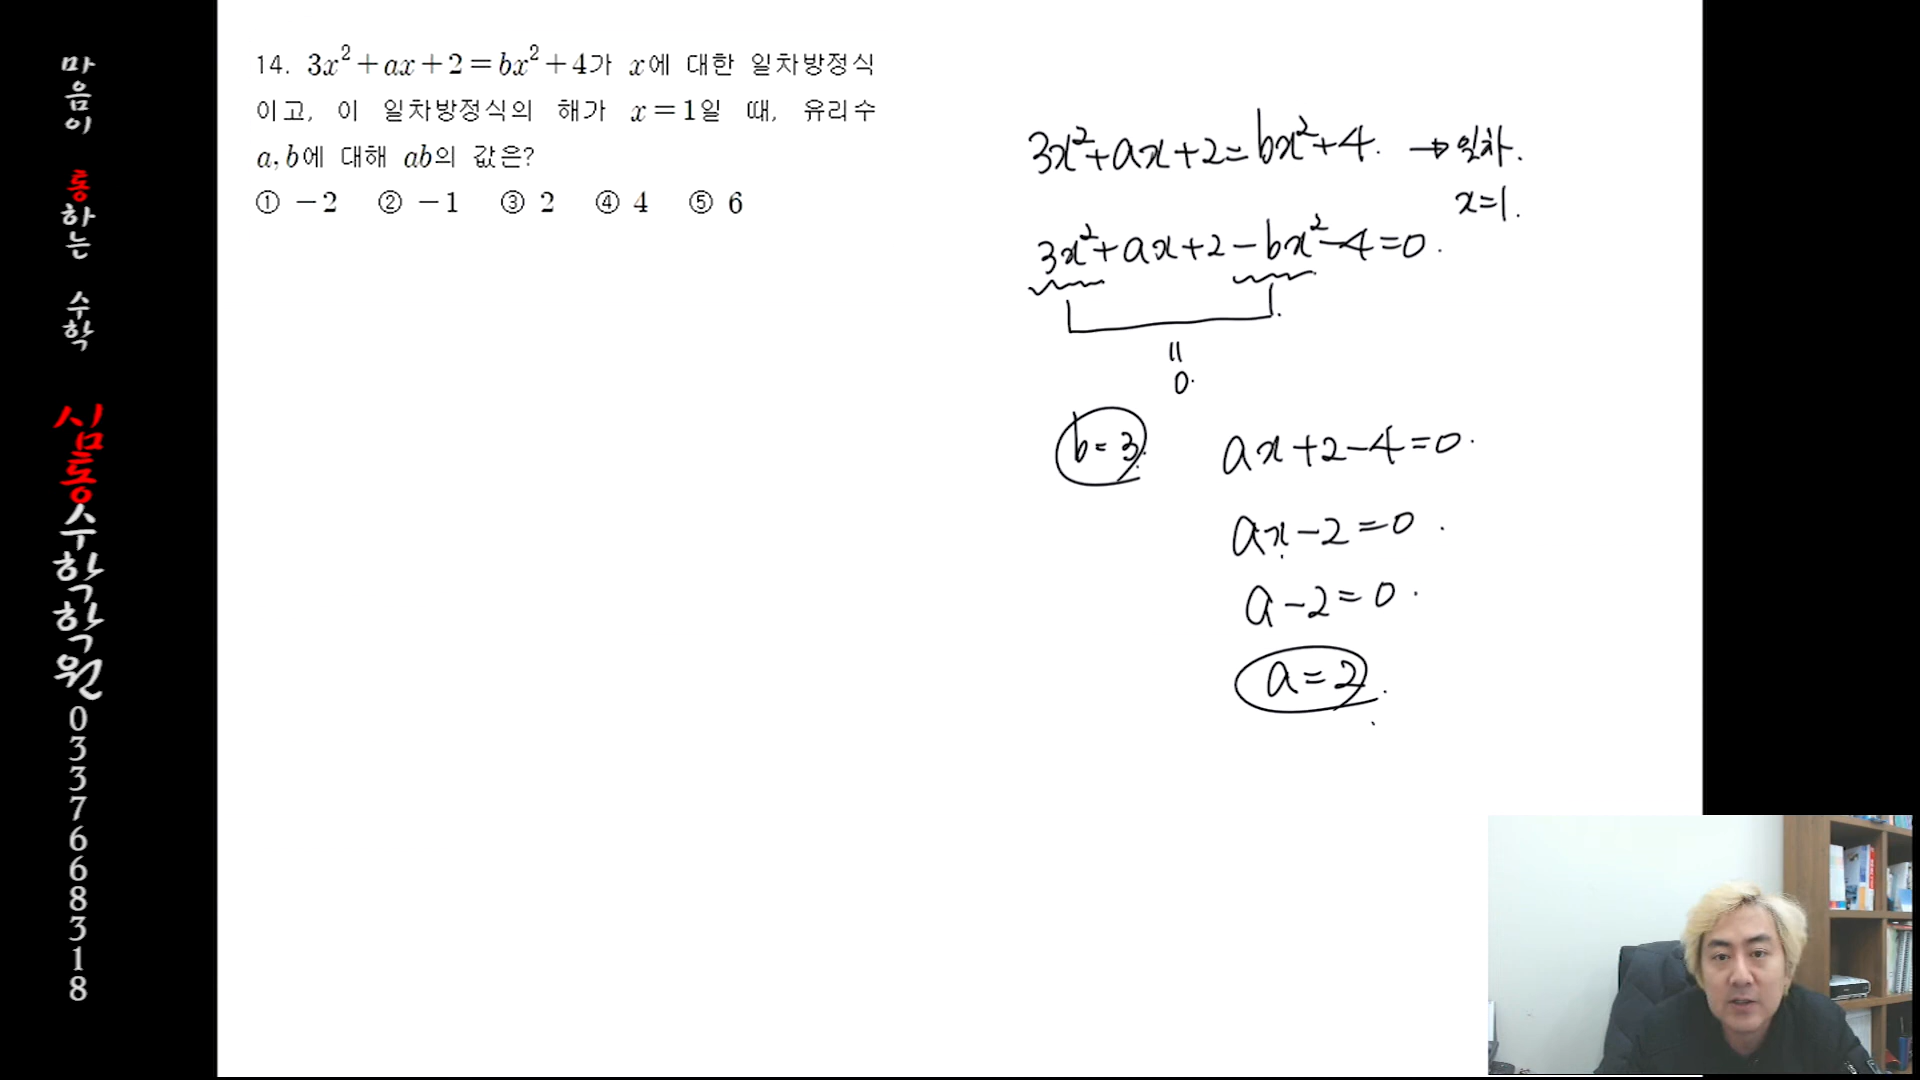 마음이 통하는 수학
심통수학학원
0337668318
14. 3x²+ax+2=bx²+4가 x에 대한 일차방정식
이고, 이 일차방정식의 해가 x=1일 때, 유리수
a, b에 대해 ab의 값은?
① -2 ② -1 ③ 2 ④ 4 ⑤ 6
3x²+ax+2=bx²+4. → 일차.
x=1.
3x²+ax+2-bx²-4=0.
=
0.
b=3. ax+2-4=0.
ax-2=0.
a-2=0.
a=2.